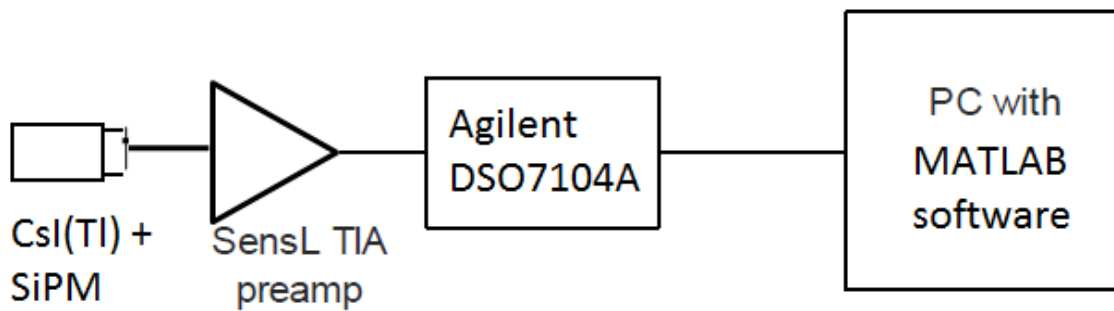 CsI(Tl) +
SiPM
SensL TIA
preamp
Agilent
DSO7104A
PC with
MATLAB
software